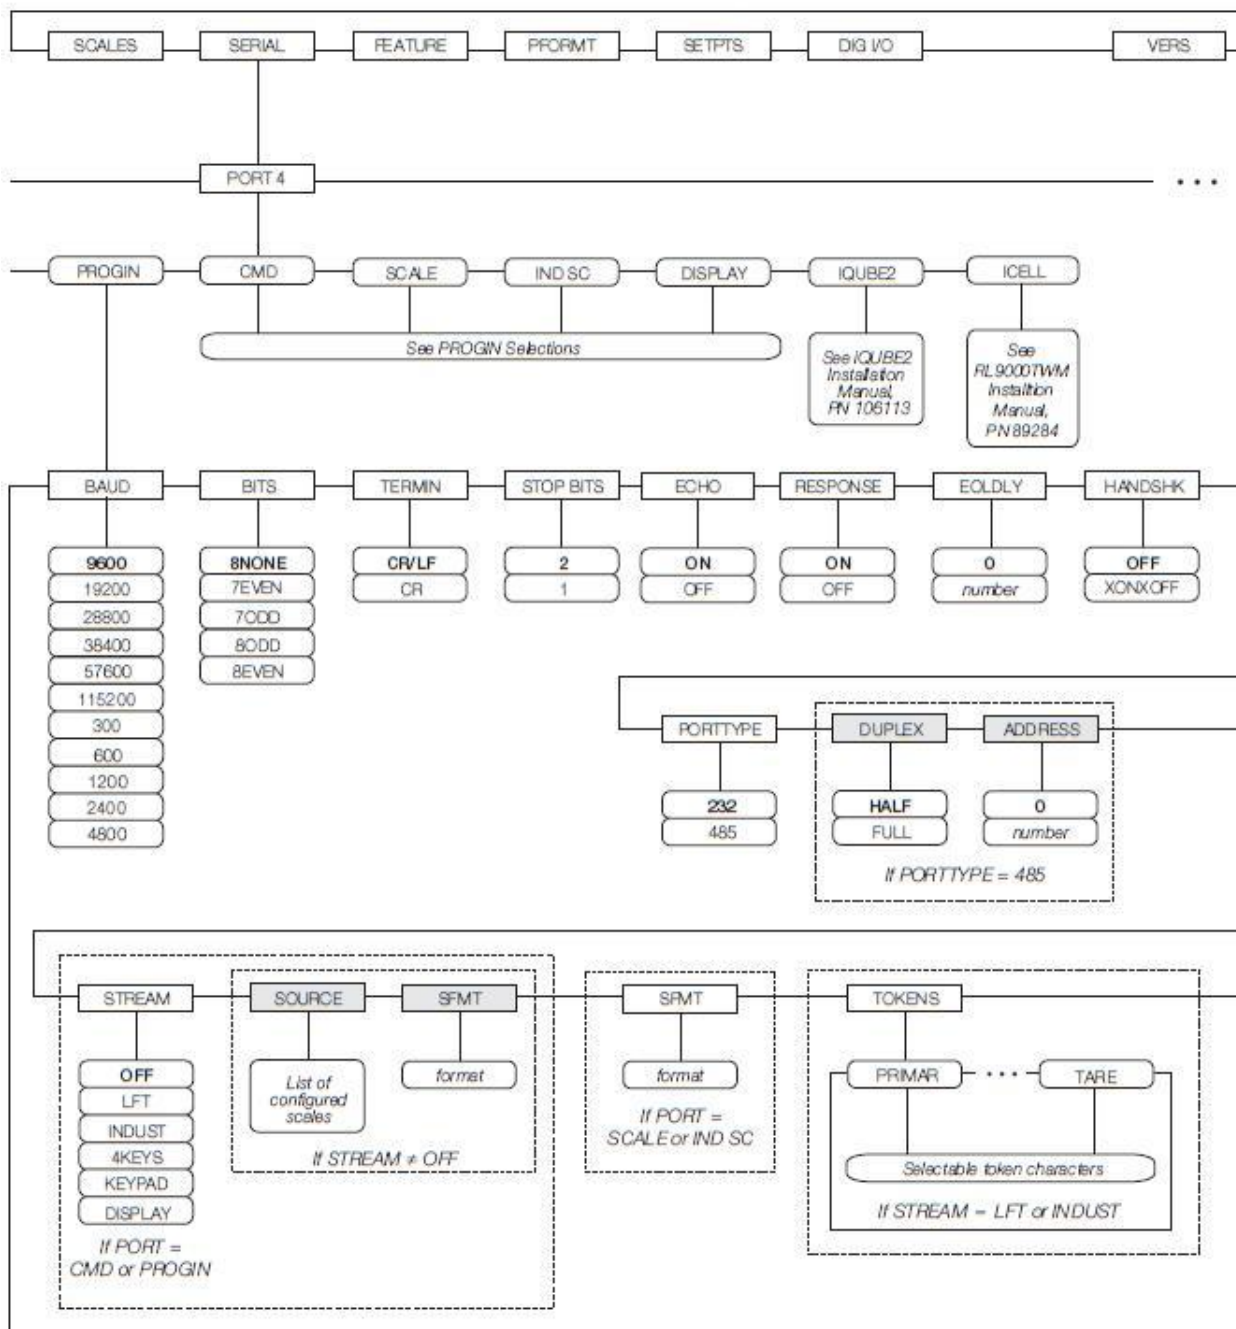 SCALES SERIAL FEATURE PFORMT SETPTS DIG I/O VERS
PORT 4
• • •
PROGIN CMD SCALE IND SC DISPLAY IQUBE2 ICELL
See PROGIN Selections
See IQUBE2
Installation
Manual,
PN 106113
See
RL9000TWM
Installtion
Manual,
PN 89284
BAUD BITS TERMIN STOP BITS ECHO RESPONSE EOLDLY HANDSHK
9600 8NONE CR/LF 2 ON ON 0 OFF
19200 7EVEN CR 1 OFF OFF number XONXOFF
28800 7ODD
38400 8ODD
57600 8EVEN
115200
300
600
1200
2400
4800
PORTTYPE DUPLEX ADDRESS
232 HALF 0
485 FULL number
If PORTTYPE = 485
STREAM SOURCE SFMT SFMT TOKENS
OFF
LFT
INDUST
4KEYS
KEYPAD
DISPLAY
If PORT =
CMD or PROGIN
List of
configured
scales
format
If STREAM ≠ OFF
format
If PORT =
SCALE or IND SC
PRIMAR • • • TARE
Selectable token characters
If STREAM = LFT or INDUST